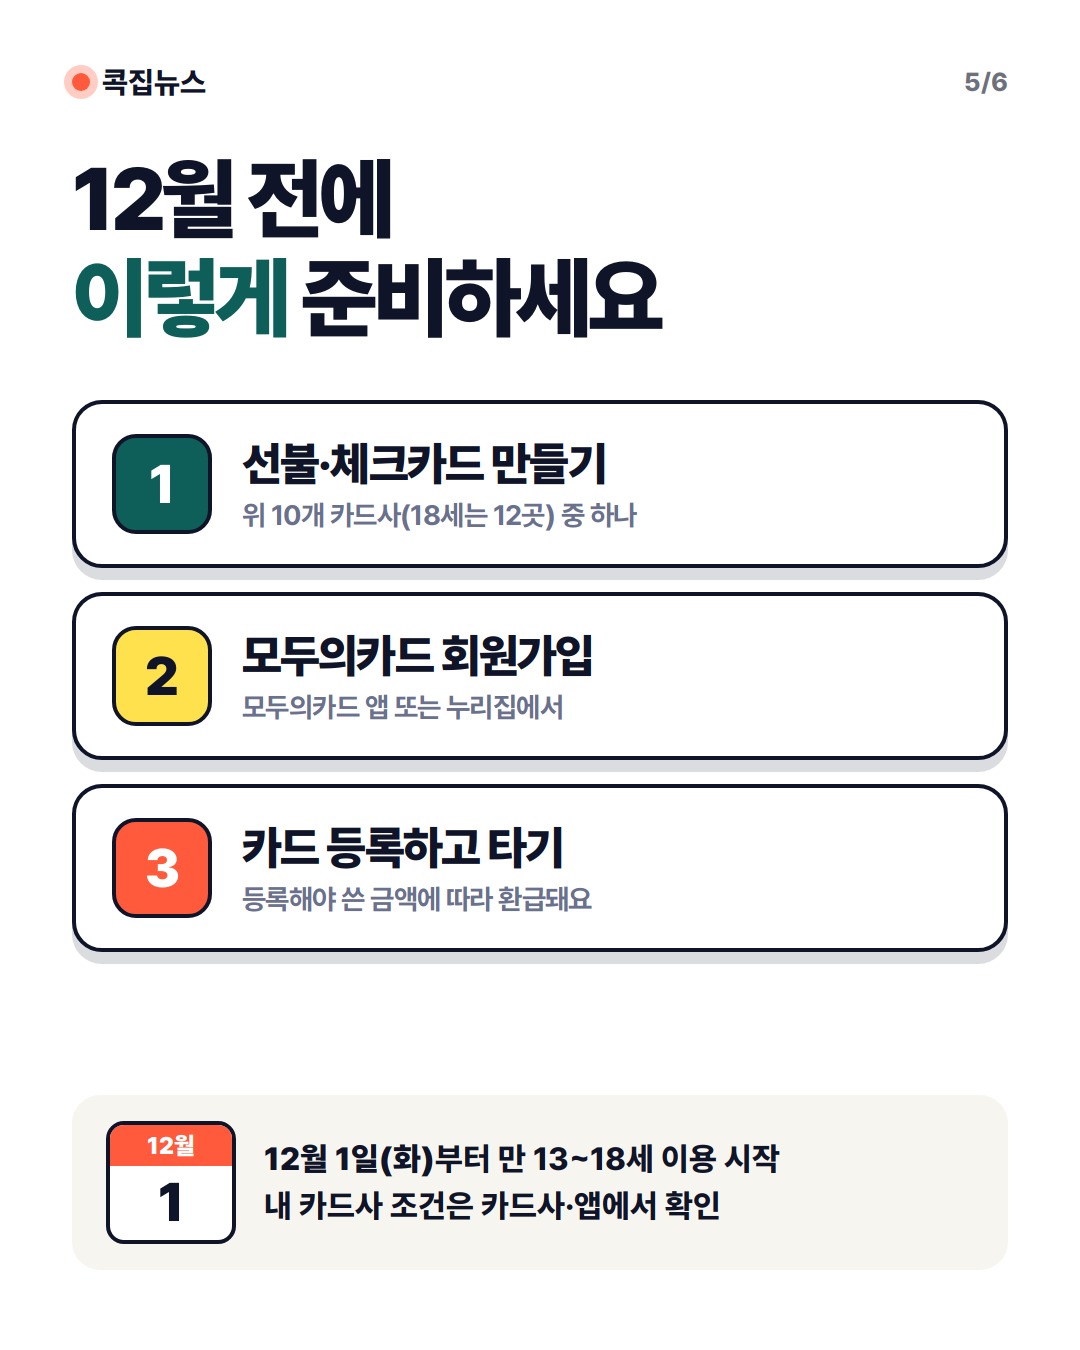 콕집뉴스
5/6
12월 전에
이렇게 준비하세요
1
선불·체크카드 만들기
위 10개 카드사(18세는 12곳) 중 하나
2
모두의카드 회원가입
모두의카드 앱 또는 누리집에서
3
카드 등록하고 타기
등록해야 쓴 금액에 따라 환급돼요
12월
1
12월 1일(화)부터 만 13~18세 이용 시작
내 카드사 조건은 카드사·앱에서 확인